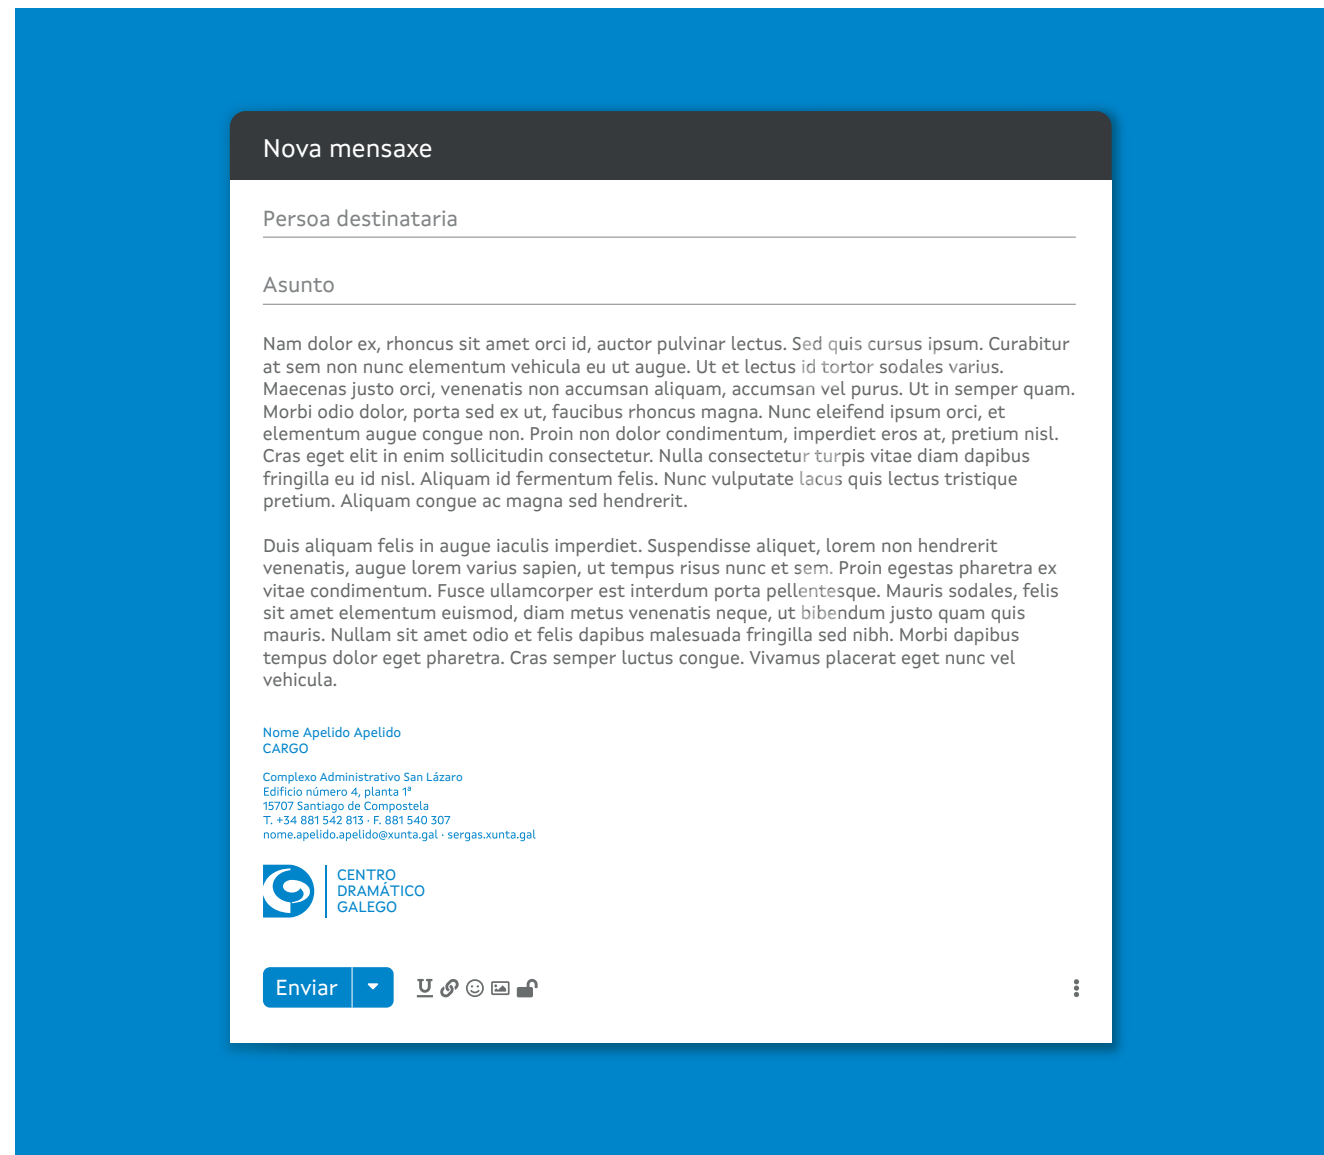 Nova mensaxe
Persoa destinataria
Asunto
Nam dolor ex, rhoncus sit amet orci id, auctor pulvinar lectus. Sed quis cursus ipsum. Curabitur
at sem non nunc elementum vehicula eu ut augue. Ut et lectus id tortor sodales varius.
Maecenas justo orci, venenatis non accumsan aliquam, accumsan vel purus. Ut in semper quam.
Morbi odio dolor, porta sed ex ut, faucibus rhoncus magna. Nunc eleifend ipsum orci, et
elementum augue congue non. Proin non dolor condimentum, imperdiet eros at, pretium nisl.
Cras eget elit in enim sollicitudin consectetur. Nulla consectetur turpis vitae diam dapibus
fringilla eu id nisl. Aliquam id fermentum felis. Nunc vulputate lacus quis lectus tristique
pretium. Aliquam congue ac magna sed hendrerit.
Duis aliquam felis in augue iaculis imperdiet. Suspendisse aliquet, lorem non hendrerit
venenatis, augue lorem varius sapien, ut tempus risus nunc et sem. Proin egestas pharetra ex
vitae condimentum. Fusce ullamcorper est interdum porta pellentesque. Mauris sodales, felis
sit amet elementum euismod, diam metus venenatis neque, ut bibendum justo quam quis
mauris. Nullam sit amet odio et felis dapibus malesuada fringilla sed nibh. Morbi dapibus
tempus dolor eget pharetra. Cras semper luctus congue. Vivamus placerat eget nunc vel
vehicula.
Nome Apelido Apelido
CARGO
Complexo Administrativo San Lázaro
Edificio número 4, planta 1ª
15707 Santiago de Compostela
T. +34 881 542 813 · F. 881 540 307
nome.apelido.apelido@xunta.gal · sergas.xunta.gal
CENTRO
DRAMÁTICO
GALEGO
Enviar